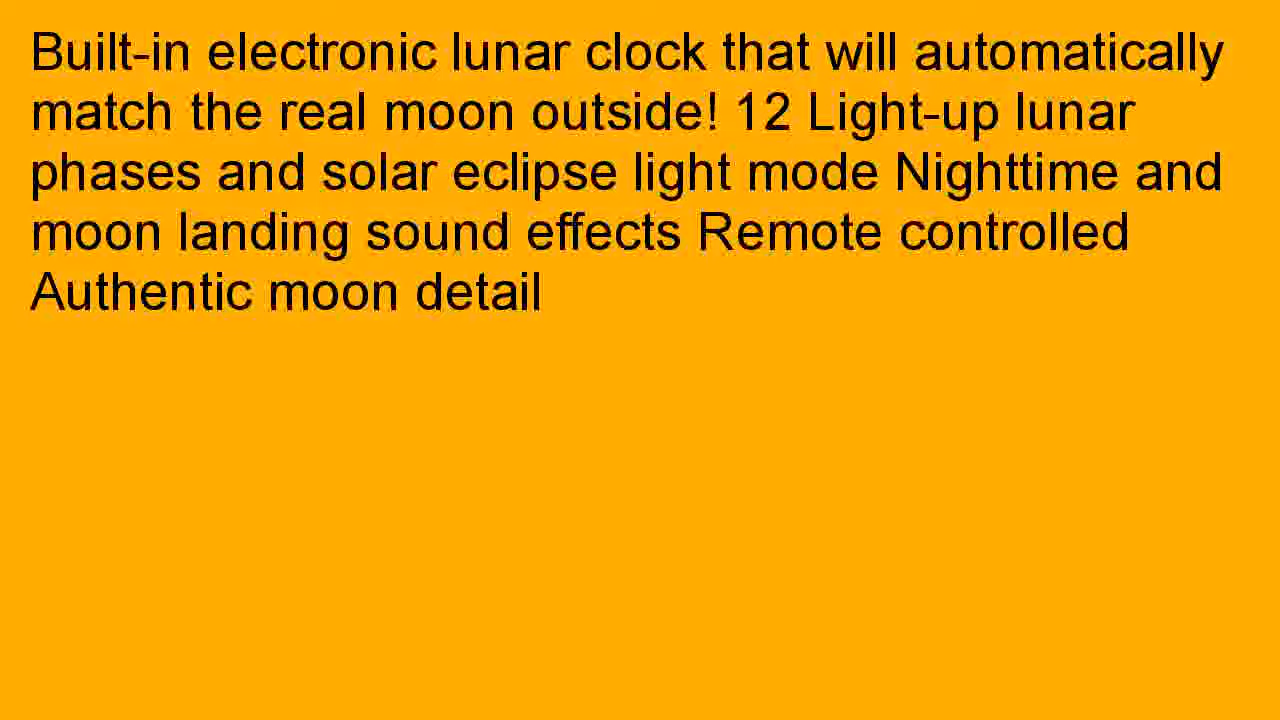 Built-in electronic lunar clock that will automatically
match the real moon outside! 12 Light-up lunar
phases and solar eclipse light mode Nighttime and
moon landing sound effects Remote controlled
Authentic moon detail